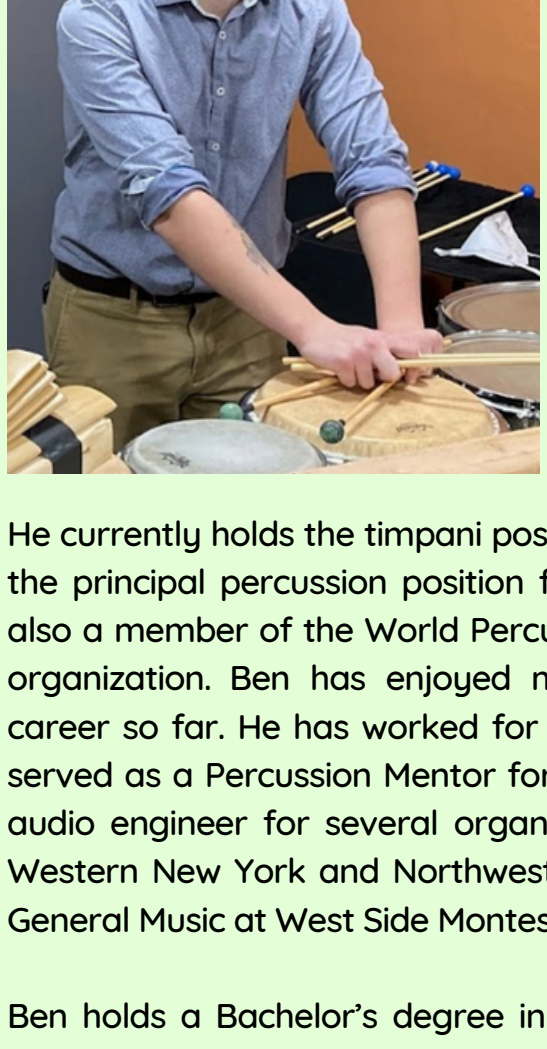 He currently holds the timpani pos
the principal percussion position f
also a member of the World Percu
organization. Ben has enjoyed
career so far. He has worked for
served as a Percussion Mentor for
audio engineer for several organ
Western New York and Northwest
General Music at West Side Montes
Ben holds a Bachelor's degree in